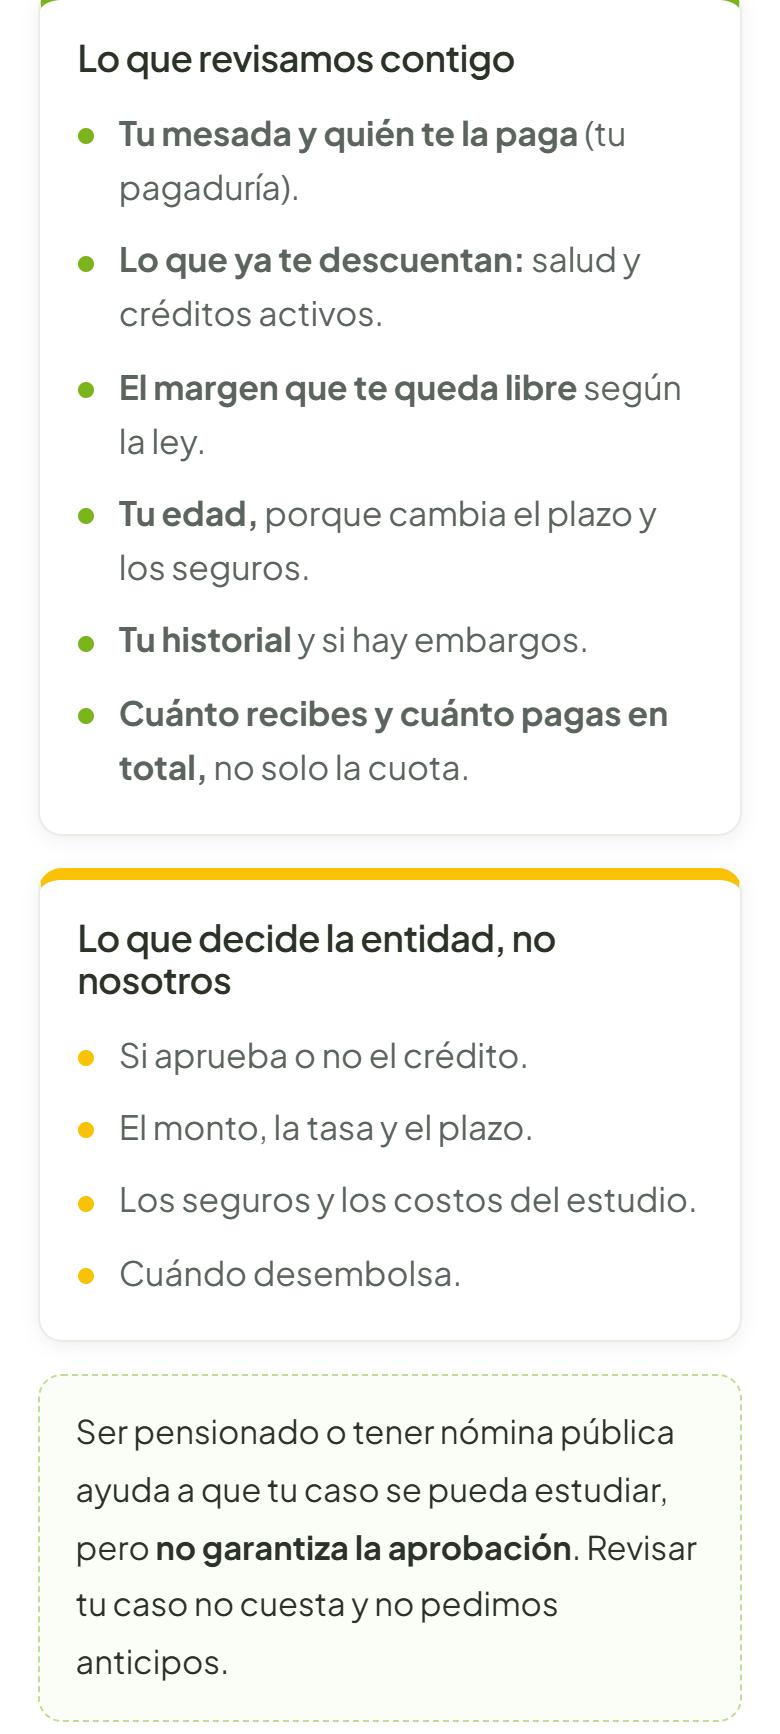 Lo que revisamos contigo
Tu mesada y quién te la paga (tu
pagaduría).
Lo que ya te descuentan: salud y
créditos activos.
El margen que te queda libre según
la ley.
Tu edad, porque cambia el plazo y
los seguros.
Tu historial y si hay embargos.
Cuánto recibes y cuánto pagas en
total, no solo la cuota.
Lo que decide la entidad, no
nosotros
Si aprueba o no el crédito.
El monto, la tasa y el plazo.
Los seguros y los costos del estudio.
Cuándo desembolsa.
Ser pensionado o tener nómina pública
ayuda a que tu caso se pueda estudiar,
pero no garantiza la aprobación. Revisar
tu caso no cuesta y no pedimos
anticipos.